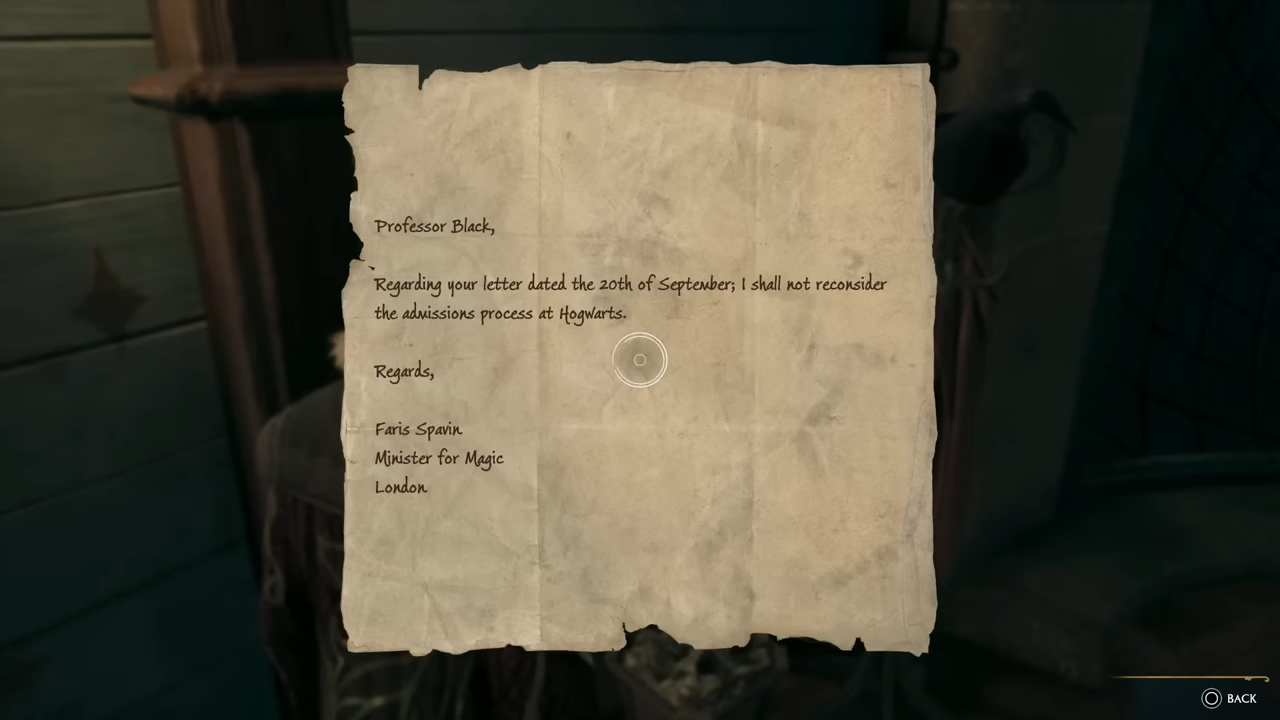 Professor Black,
Regarding your letter dated the 20th of September; I shall not reconsider
the admissions process at Hogwarts.
Regards,
Faris Spavin
Minister for Magic
London
BACK